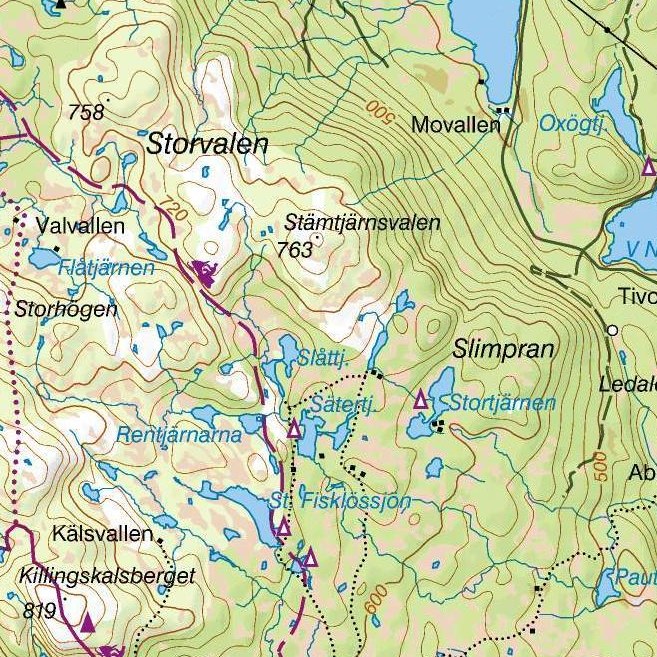 758
Storvalen
500
Movallen
Oxögtj.
720
Stämtjärnsvalen
763
Valvallen
Flåtjärnen
V N
Storhögen
Tivo
Slåttj.
Slimpran
Ledale
Sätertj.
Stortjärnen
Rentjärnarna
500
Ab
St. Fisklössjön
Kälsvallen
Killingskalsberget
Paut
600
819